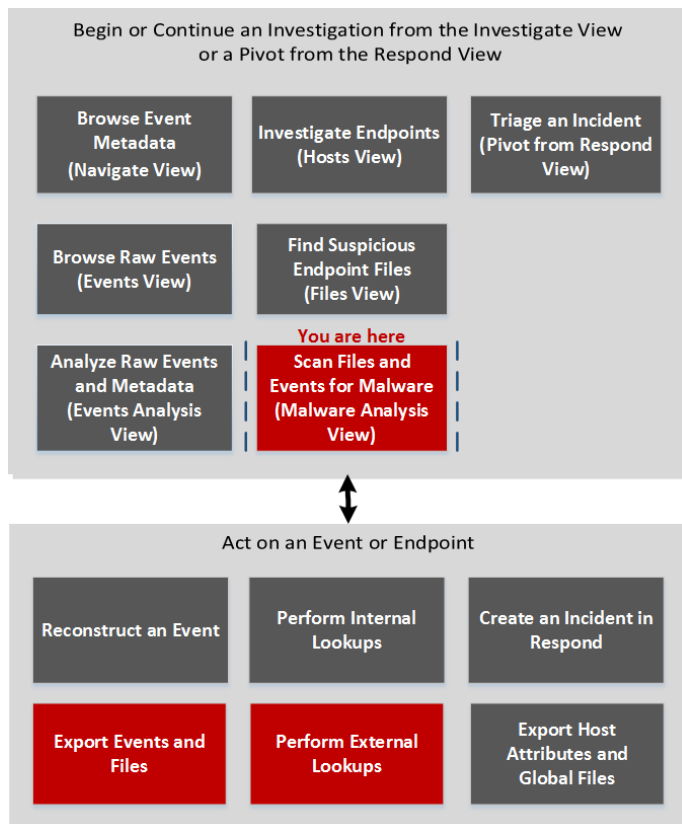 Begin or Continue an Investigation from the Investigate View
or a Pivot from the Respond View
Browse Event
Metadata
(Navigate View)
Investigate Endpoints
(Hosts View)
Triage an Incident
(Pivot from Respond
View)
Browse Raw Events
(Events View)
Find Suspicious
Endpoint Files
(Files View)
Analyze Raw Events
and Metadata
(Events Analysis
View)
You are here
Scan Files and
Events for Malware
(Malware Analysis
View)
Act on an Event or Endpoint
Reconstruct an Event
Perform Internal
Lookups
Create an Incident in
Respond
Export Events and
Files
Perform External
Lookups
Export Host
Attributes and
Global Files